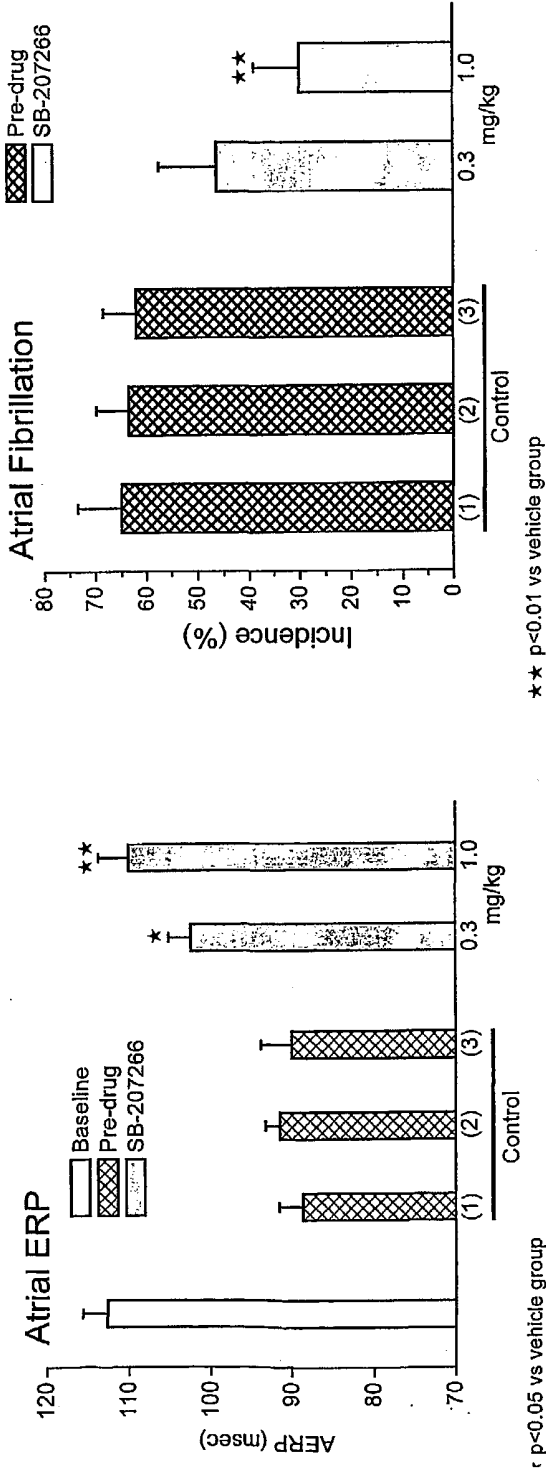 Atrial ERP
Baseline
Pre-drug
SB-207266
AERP (msec)
120
110
100
90
80
70
(1)
(2)
(3)
0.3
1.0
Control
mg/kg
p<0.05 vs vehicle group
★
★★
Atrial Fibrillation
Pre-drug
SB-207266
Incidence (%)
80
70
60
50
40
30
20
10
0
(1)
(2)
(3)
0.3
1.0
Control
mg/kg
★★
★★ p<0.01 vs vehicle group